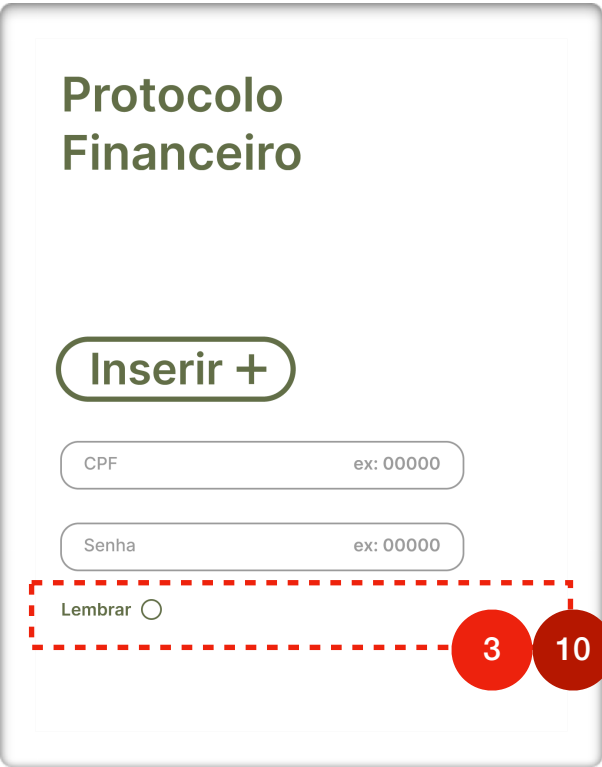 Protocolo
Financeiro
Inserir +
CPF ex: 00000
Senha ex: 00000
Lembrar
3 10